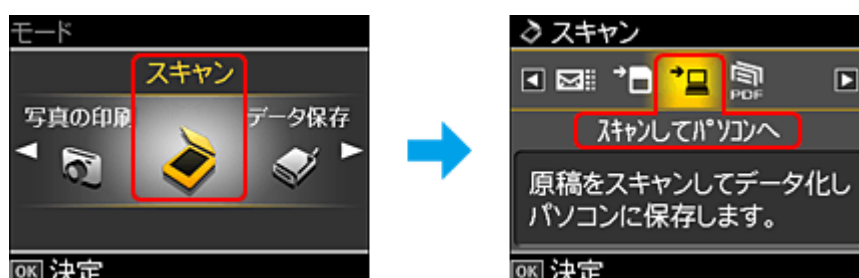 モード
スキャン
写真の印刷
データ保存
OK 決定
スキャン
PDF
ｽｷｬﾝしてﾊﾟｿｺﾝへ
原稿をスキャンしてデータ化し
パソコンに保存します。
OK 決定